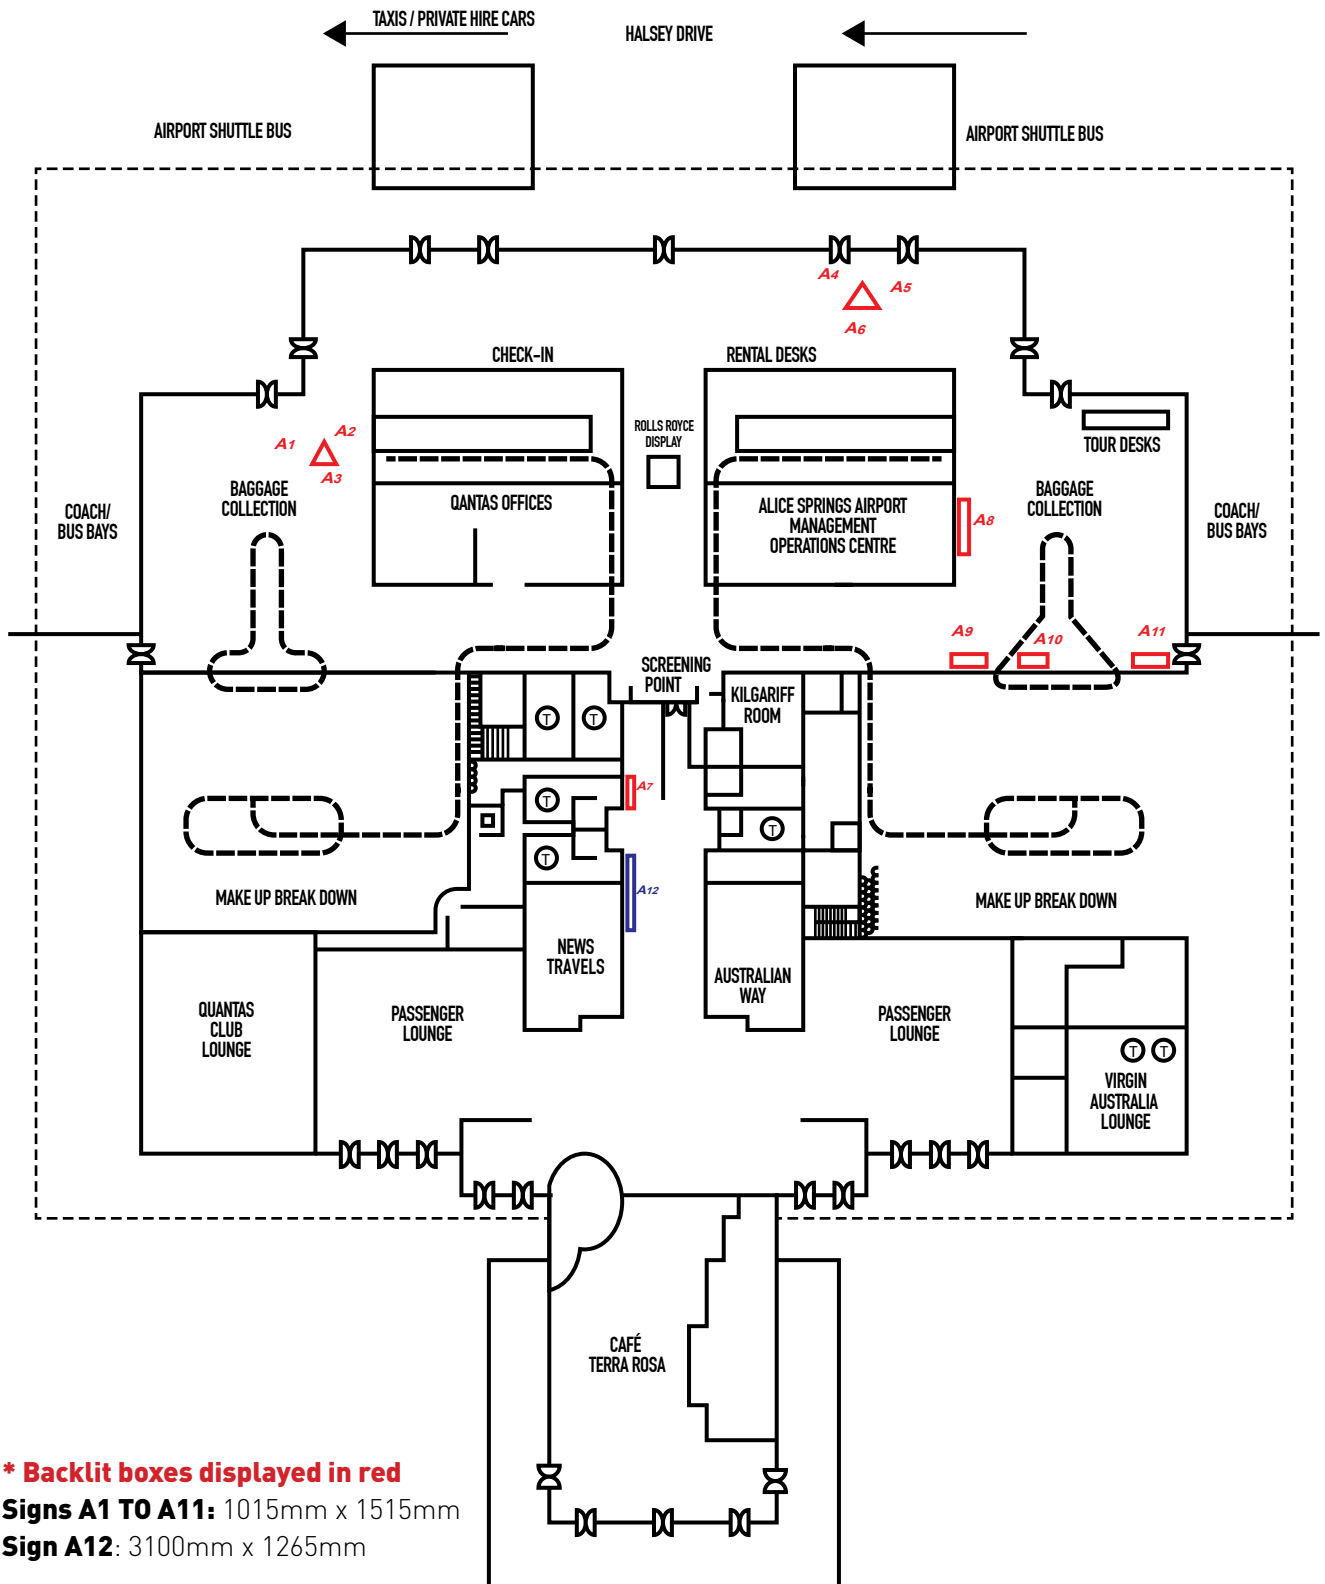 TAXIS / PRIVATE HIRE CARS
HALSEY DRIVE
AIRPORT SHUTTLE BUS
AIRPORT SHUTTLE BUS
A4
A5
A6
CHECK-IN
RENTAL DESKS
ROLLS ROYCE
DISPLAY
TOUR DESKS
A1
A2
A3
BAGGAGE
COLLECTION
QANTAS OFFICES
ALICE SPRINGS AIRPORT
MANAGEMENT
OPERATIONS CENTRE
A8
BAGGAGE
COLLECTION
COACH/
BUS BAYS
COACH/
BUS BAYS
A9
A10
A11
SCREENING
POINT
KILGARIFF
ROOM
T
T
A7
T
T
T
A12
MAKE UP BREAK DOWN
MAKE UP BREAK DOWN
NEWS
TRAVELS
AUSTRALIAN
WAY
QUANTAS
CLUB
LOUNGE
PASSENGER
LOUNGE
PASSENGER
LOUNGE
T
T
VIRGIN
AUSTRALIA
LOUNGE
CAFÉ
TERRA ROSA
* Backlit boxes displayed in red
Signs A1 TO A11: 1015mm x 1515mm
Sign A12: 3100mm x 1265mm